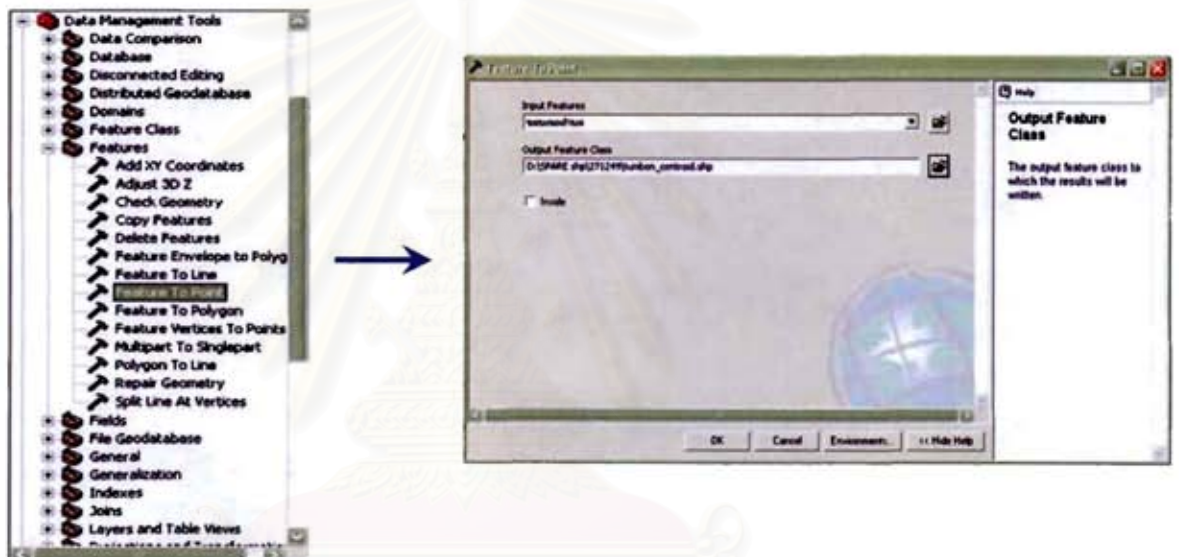 Data Management Tools
Data Comparison
Database
Disconnected Editing
Distributed Geodatabase
Domains
Feature Class
Features
Add XY Coordinates
Adjust 3D Z
Check Geometry
Copy Features
Delete Features
Feature Envelope to Polyg
Feature To Line
Feature To Point
Feature To Polygon
Feature Vertices To Points
Multipart To Singlepart
Polygon To Line
Repair Geometry
Split Line At Vertices
Fields
File Geodatabase
General
Generalization
Indexes
Joins
Layers and Table Views
Feature To Point
Input Features
Output Feature Class
Inside
OK
Cancel
Environments...
<< Hide Help
Help
Output Feature
Class
The output feature class to
which the results will be
written.